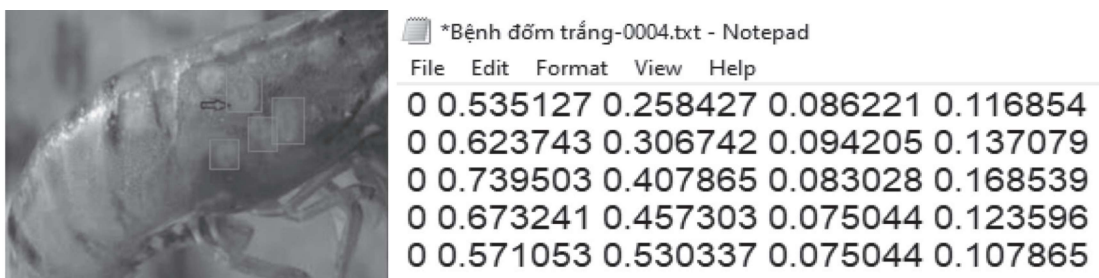 *Bệnh đốm trắng-0004.txt - Notepad
File Edit Format View Help
0 0.535127 0.258427 0.086221 0.116854
0 0.623743 0.306742 0.094205 0.137079
0 0.739503 0.407865 0.083028 0.168539
0 0.673241 0.457303 0.075044 0.123596
0 0.571053 0.530337 0.075044 0.107865